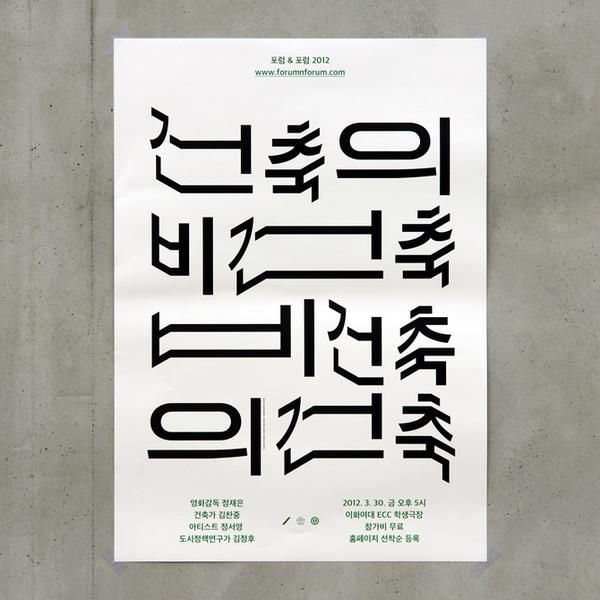 포럼 & 포럼 2012
www.forumnforum.com
건축의
비건축
비건축
의건축
영화감독 정재은
건축가 김찬중
아티스트 정서영
도시정책연구가 김정후
2012. 3. 30. 금 오후 5시
이화여대 ECC 학생극장
참가비 무료
홈페이지 선착순 등록